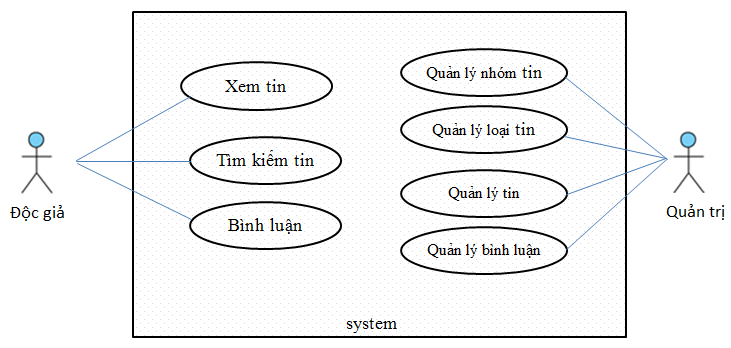 Xem tin
Tìm kiếm tin
Bình luận
Độc giả
Quản lý nhóm tin
Quản lý loại tin
Quản lý tin
Quản lý bình luận
Quản trị
system